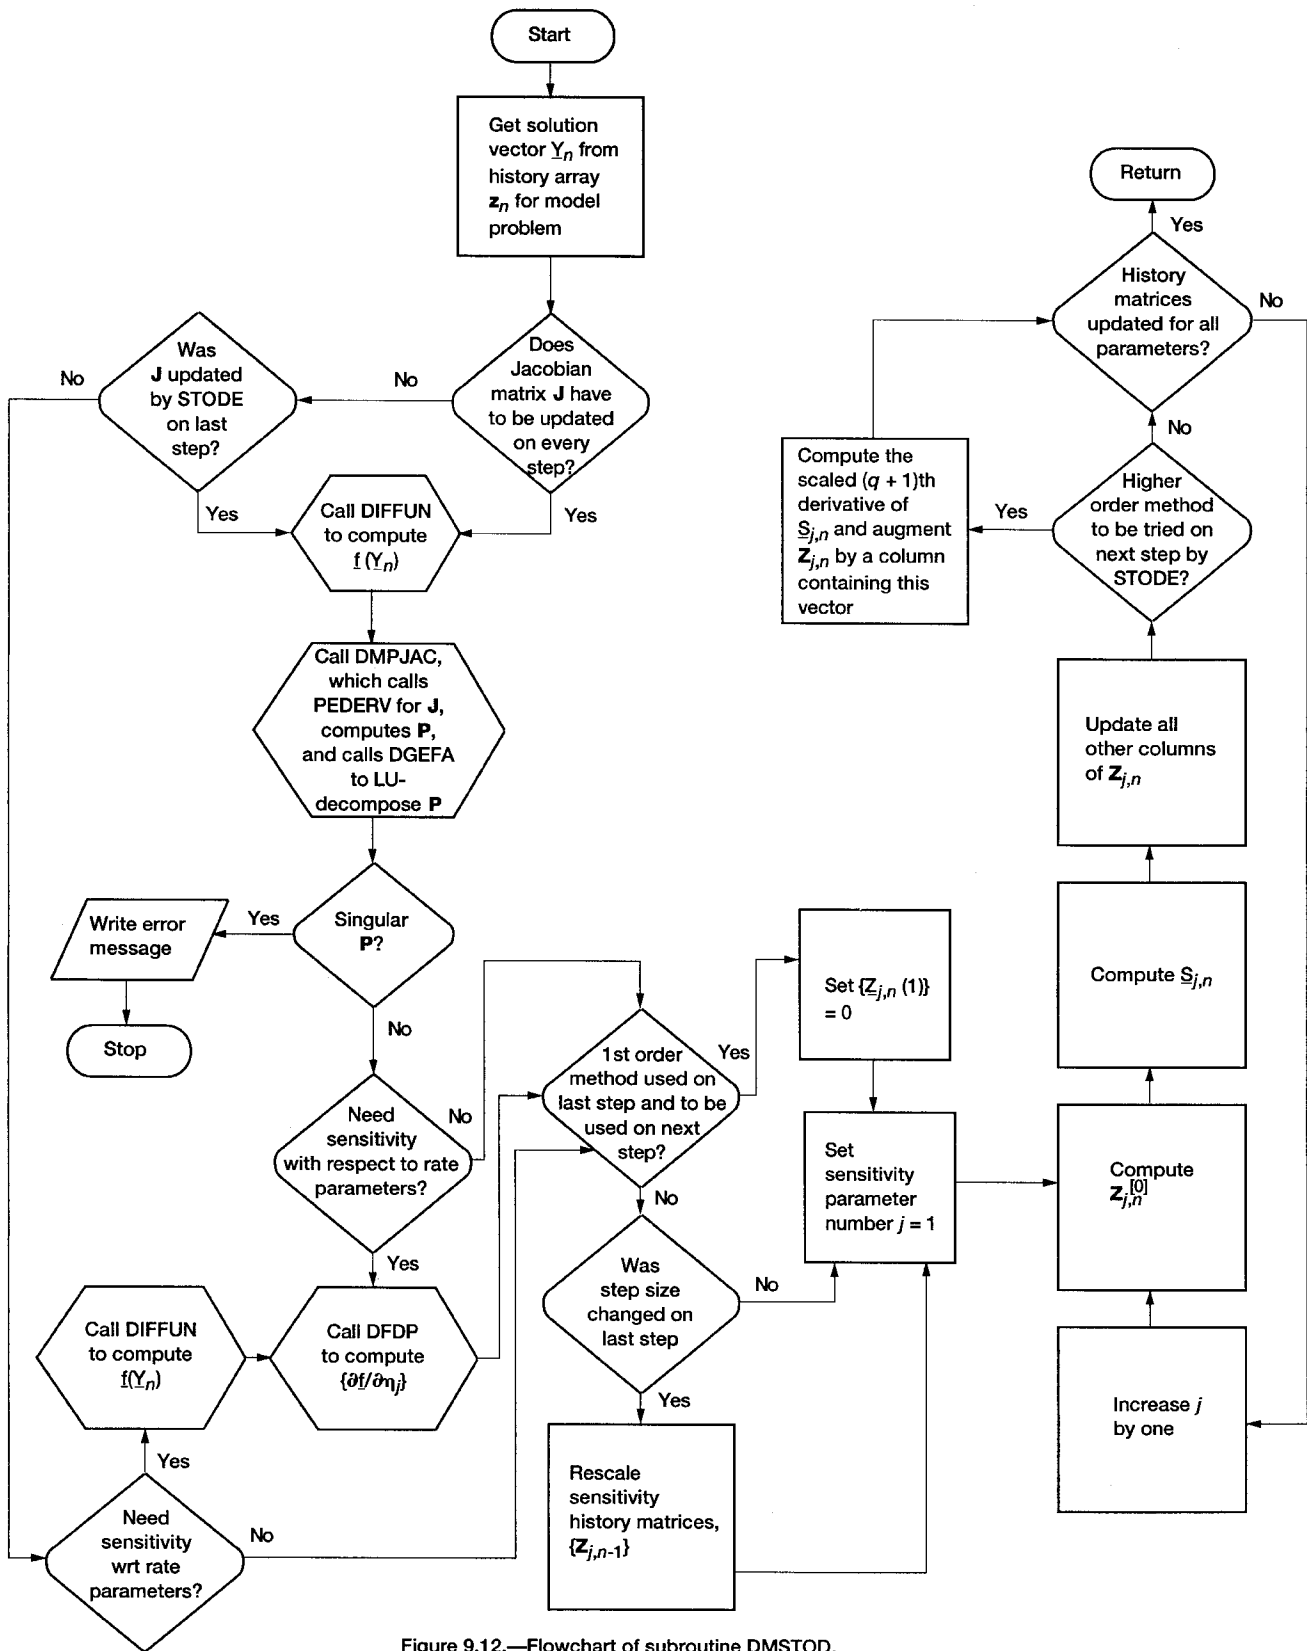 Start
Get solution
vector Y_n from
history array
z_n for model
problem
Does
Jacobian
matrix J have
to be updated
on every
step?
No
Yes
Was
J updated
by STODE
on last
step?
No
Yes
Call DIFFUN
to compute
f (Y_n)
Call DMPJAC,
which calls
PEDERV for J,
computes P,
and calls DGEFA
to LU-
decompose P
Singular
P?
Yes
Write error
message
Stop
No
Need
sensitivity
with respect to rate
parameters?
No
Yes
Call DIFFUN
to compute
f(Y_n)
Call DFDP
to compute
{∂f/∂η_j}
Yes
Need
sensitivity
wrt rate
parameters?
No
1st order
method used on
last step and to be
used on next
step?
Yes
No
Set {Z_j,n (1)}
= 0
Was
step size
changed on
last step
No
Yes
Rescale
sensitivity
history matrices,
{Z_j,n-1}
Set
sensitivity
parameter
number j = 1
Compute
Z_j,n^[0]
Compute S_j,n
Update all
other columns
of Z_j,n
Higher
order method
to be tried on
next step by
STODE?
Yes
No
Compute the
scaled (q + 1)th
derivative of
S_j,n and augment
Z_j,n by a column
containing this
vector
History
matrices
updated for all
parameters?
Yes
No
Return
Increase j
by one
Figure 9.12.—Flowchart of subroutine DMSTOD.